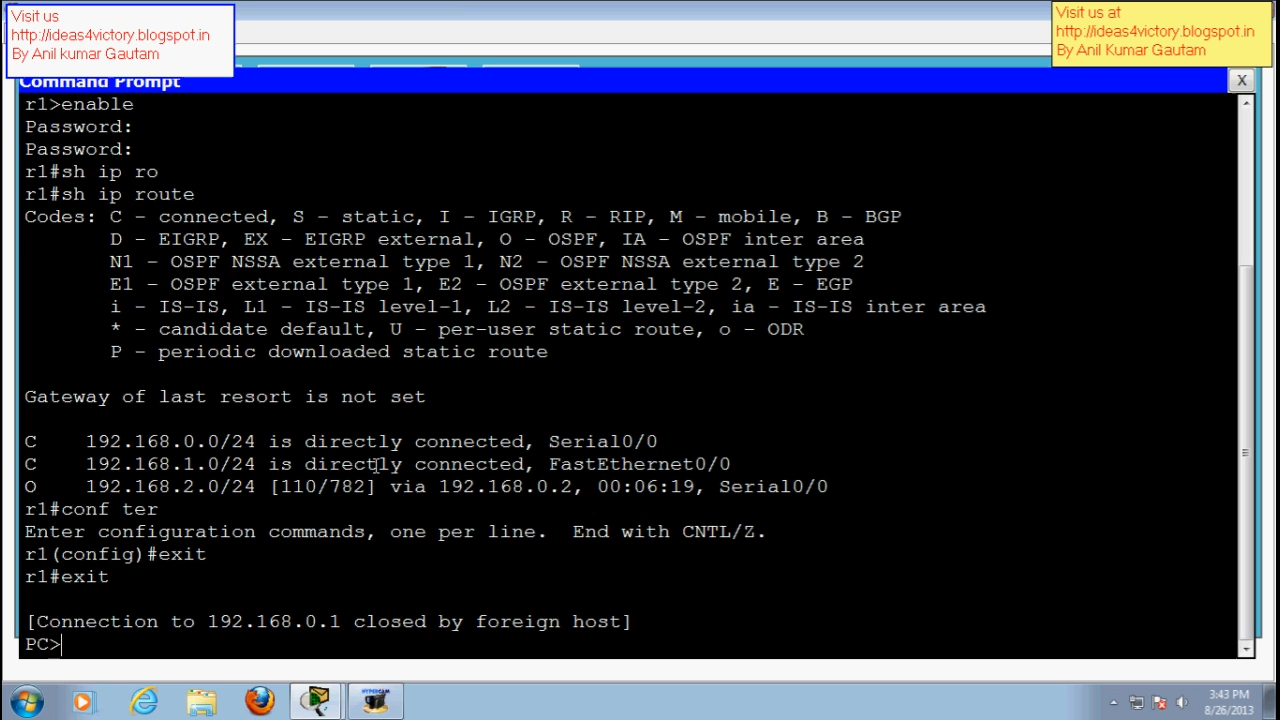 Visit us
http://ideas4victory.blogspot.in
By Anil kumar Gautam
Visit us at
http://ideas4victory.blogspot.in
By Anil Kumar Gautam
Command Prompt
X
r1>enable
Password:
Password:
r1#sh ip ro
r1#sh ip route
Codes: C - connected, S - static, I - IGRP, R - RIP, M - mobile, B - BGP
D - EIGRP, EX - EIGRP external, O - OSPF, IA - OSPF inter area
N1 - OSPF NSSA external type 1, N2 - OSPF NSSA external type 2
E1 - OSPF external type 1, E2 - OSPF external type 2, E - EGP
i - IS-IS, L1 - IS-IS level-1, L2 - IS-IS level-2, ia - IS-IS inter area
* - candidate default, U - per-user static route, o - ODR
P - periodic downloaded static route
Gateway of last resort is not set
C 192.168.0.0/24 is directly connected, Serial0/0
C 192.168.1.0/24 is directly connected, FastEthernet0/0
O 192.168.2.0/24 [110/782] via 192.168.0.2, 00:06:19, Serial0/0
r1#conf ter
Enter configuration commands, one per line. End with CNTL/Z.
r1(config)#exit
r1#exit
[Connection to 192.168.0.1 closed by foreign host]
PC>
HYPERCAM
3:43 PM
8/26/2013